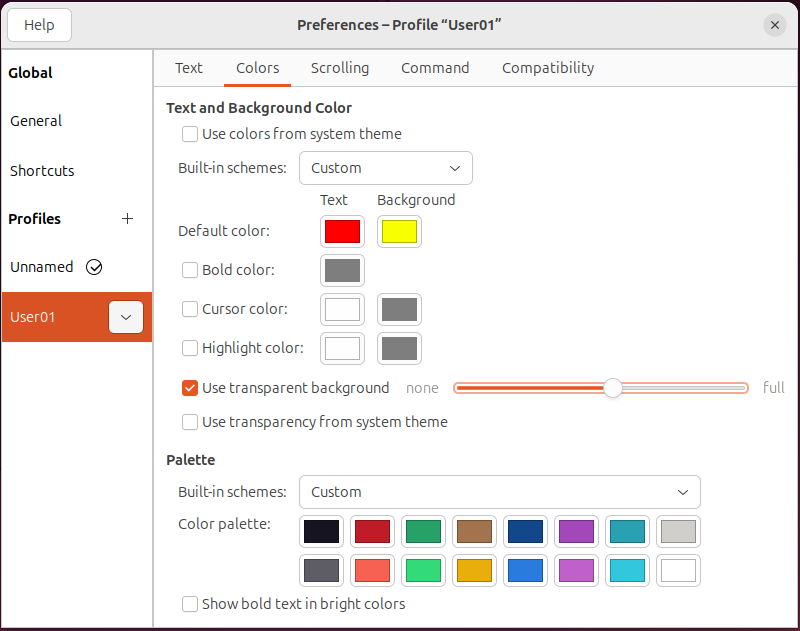 Help
Preferences – Profile “User01”
Global
General
Shortcuts
Profiles
Unnamed
User01
Text Colors Scrolling Command Compatibility
Text and Background Color
Use colors from system theme
Built-in schemes: Custom
Text Background
Default color:
Bold color:
Cursor color:
Highlight color:
Use transparent background none full
Use transparency from system theme
Palette
Built-in schemes: Custom
Color palette:
Show bold text in bright colors